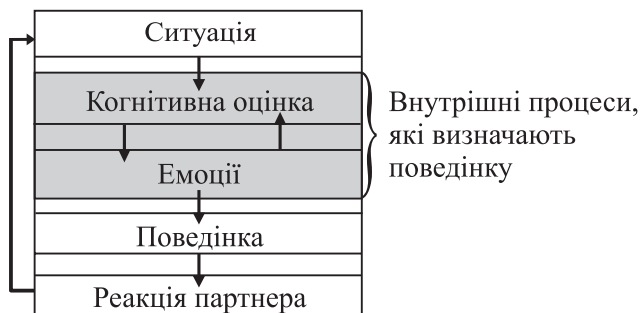 Ситуація
Когнітивна оцінка
Емоції
Поведінка
Реакція партнера
Внутрішні процеси,
які визначають
поведінку